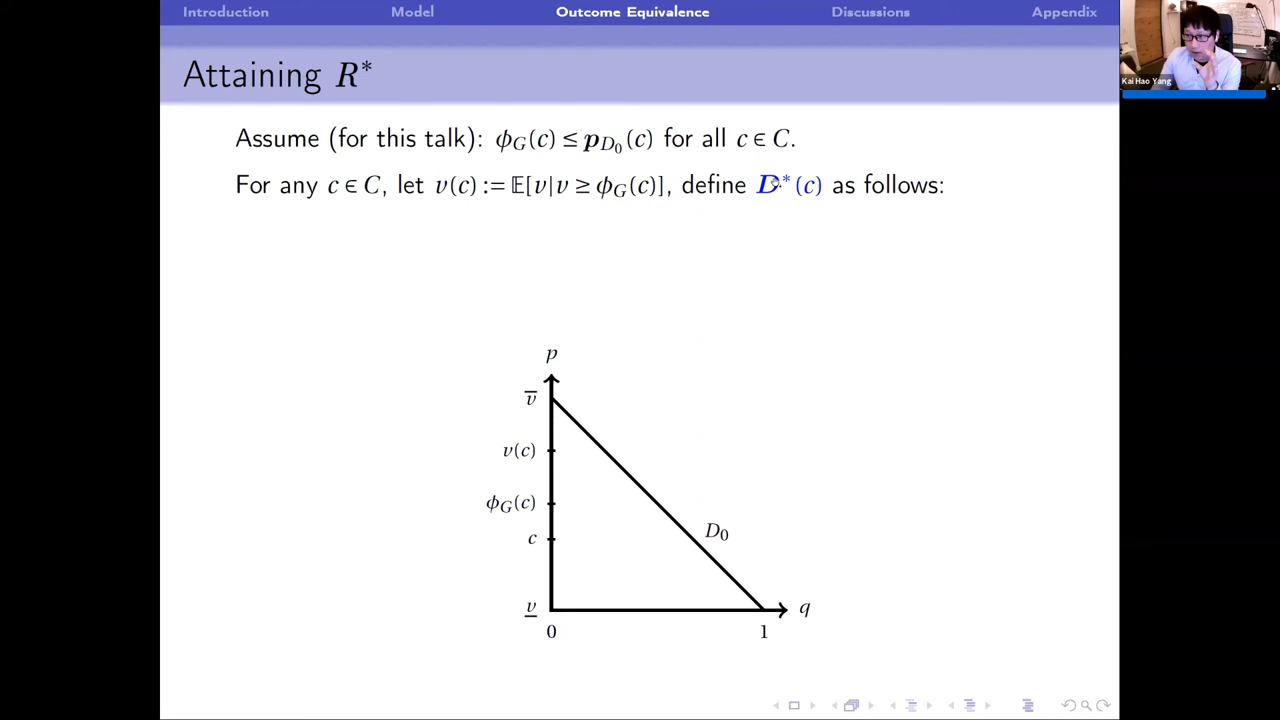 Introduction Model Outcome Equivalence Discussions Appendix
Attaining R*
Kai Hao Yang
Assume (for this talk): ϕ_G(c) ≤ p_{D_0}(c) for all c ∈ C.
For any c ∈ C, let v(c) := 𝔼[v|v ≥ ϕ_G(c)], define D*(c) as follows:
p
v̅
v(c)
ϕ_G(c)
c
D_0
v̲
q
0
1